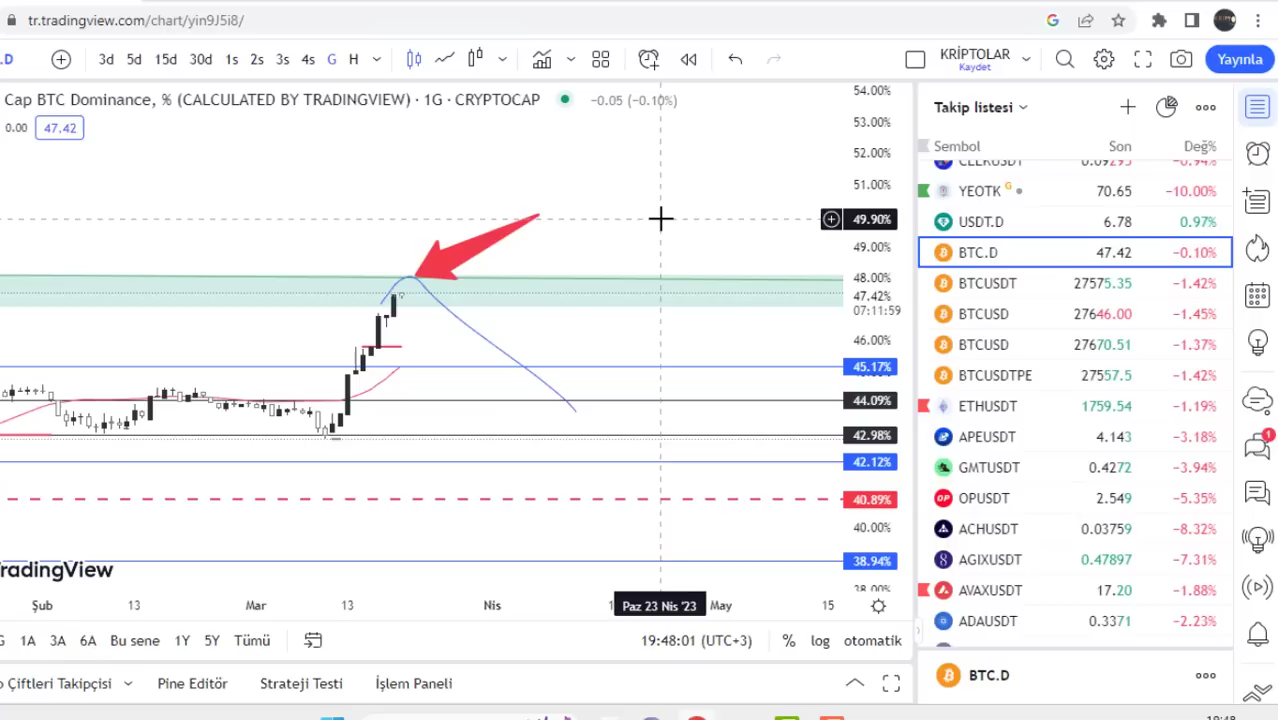 tr.tradingview.com/chart/yin9J5i8/
.D 3d 5d 15d 30d 1s 2s 3s 4s G H KRİPTOLAR Kaydet Yayınla
Cap BTC Dominance, % (CALCULATED BY TRADINGVIEW) · 1G · CRYPTOCAP −0.05 (−0.10%)
0.00 47.42
54.00%
53.00%
52.00%
51.00%
49.90%
49.00%
48.00%
47.42%
07:11:59
46.00%
45.17%
44.09%
42.98%
42.12%
40.89%
40.00%
38.94%
38.00%
TradingView
Şub 13 Mar 13 Nis Paz 23 Nis '23 May 15
1A 3A 6A Bu sene 1Y 5Y Tümü 19:48:01 (UTC+3) % log otomatik
Çiftleri Takipçisi Pine Editör Strateji Testi İşlem Paneli
Takip listesi
Sembol Son Değ%
CELRUSDT 0.09295 −0.94%
YEOTK G 70.65 −10.00%
USDT.D 6.78 0.97%
BTC.D 47.42 −0.10%
BTCUSDT 27575.35 −1.42%
BTCUSD 27646.00 −1.45%
BTCUSD 27670.51 −1.37%
BTCUSDTPE 27557.5 −1.42%
ETHUSDT 1759.54 −1.19%
APEUSDT 4.143 −3.18%
GMTUSDT 0.4272 −3.94%
OPUSDT 2.549 −5.35%
ACHUSDT 0.03759 −8.32%
AGIXUSDT 0.47897 −7.31%
AVAXUSDT 17.20 −1.88%
ADAUSDT 0.3371 −2.23%
BTC.D
1